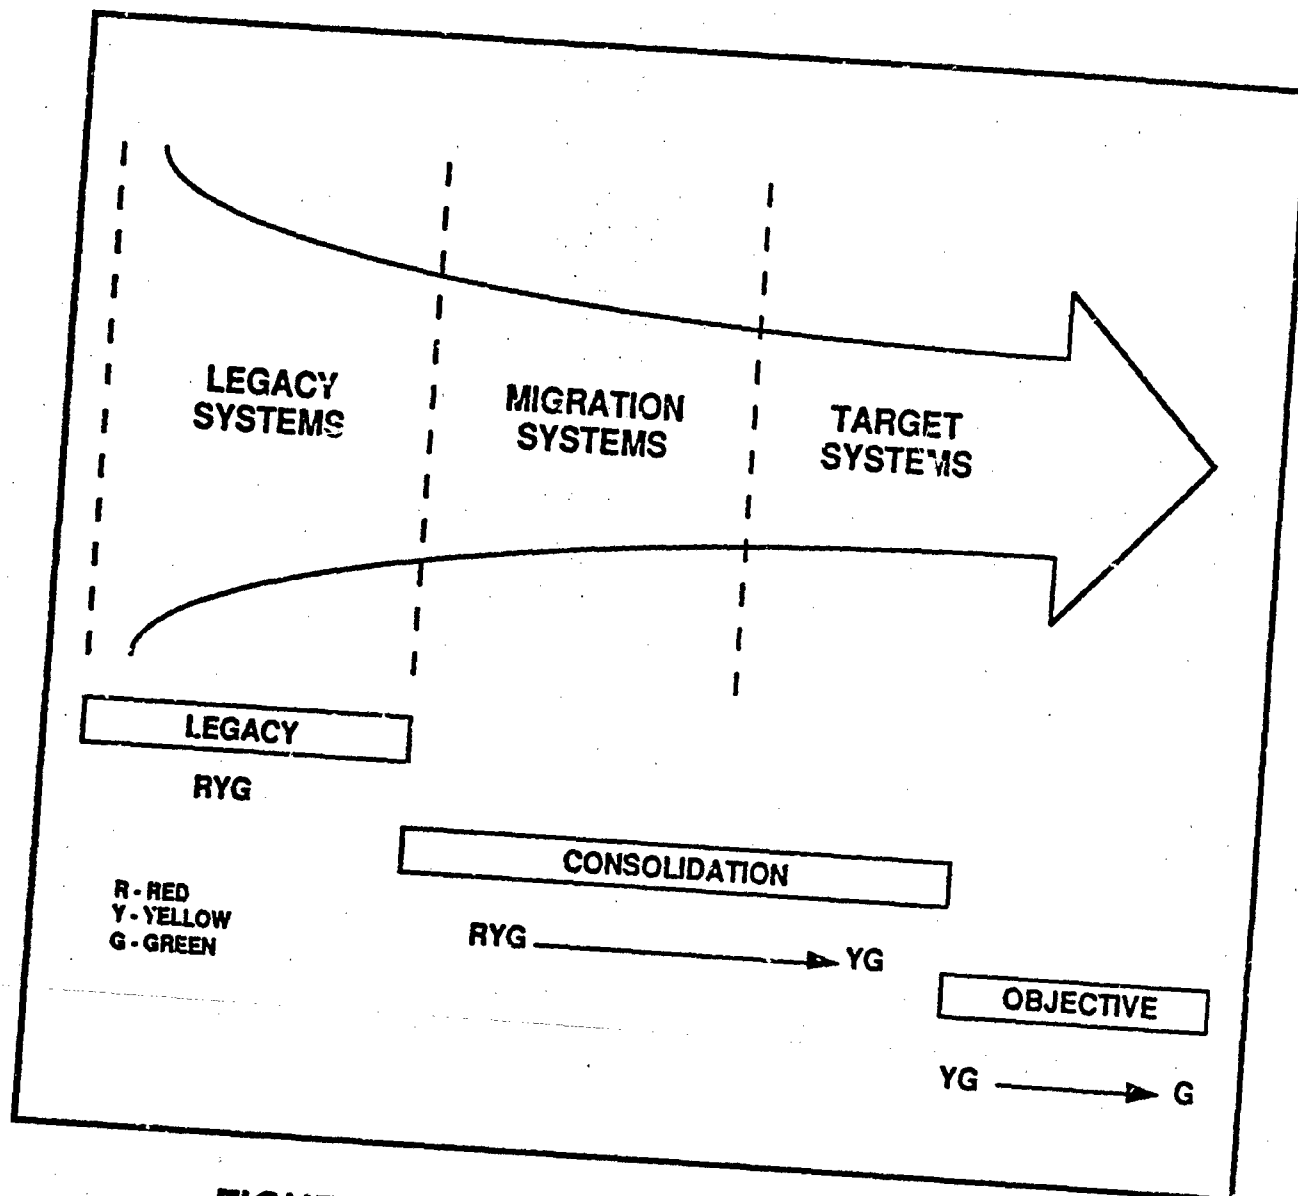 LEGACY
SYSTEMS
MIGRATION
SYSTEMS
TARGET
SYSTEMS
LEGACY
RYG
CONSOLIDATION
R - RED
Y - YELLOW
G - GREEN
RYG
YG
OBJECTIVE
YG
G